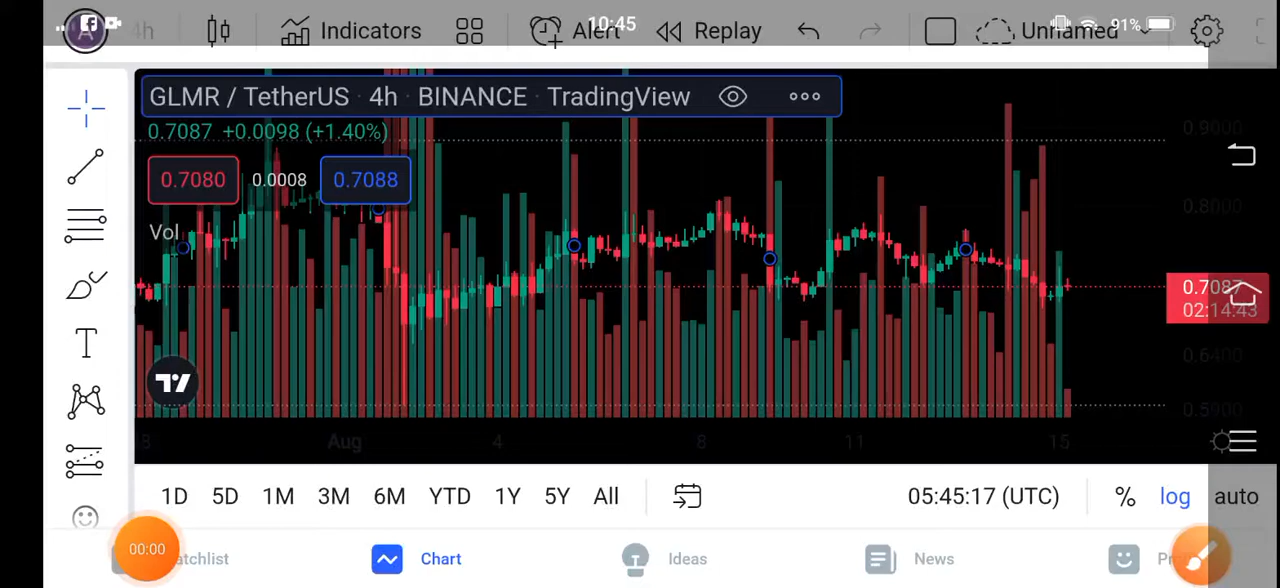 4h Indicators Alert 10:45 Replay Unnamed 91%
GLMR / TetherUS · 4h · BINANCE · TradingView
0.7087 +0.0098 (+1.40%)
0.7080 0.0008 0.7088
Vol
0.9000
0.8000
0.7087
02:14:43
0.6400
0.5900
3 Aug 4 8 11 15
1D 5D 1M 3M 6M YTD 1Y 5Y All 05:45:17 (UTC) % log auto
00:00 Chart Ideas News